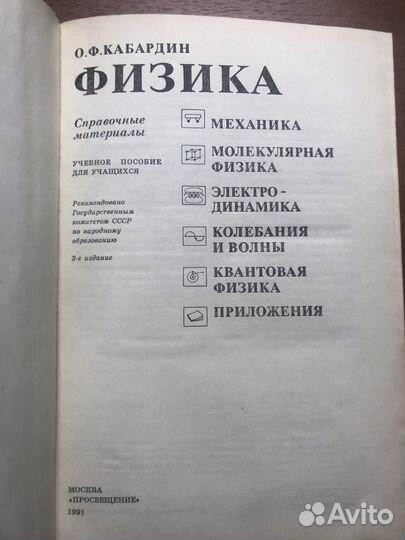 О.Ф.КАБАРДИН
ФИЗИКА
Справочные
материалы
УЧЕБНОЕ ПОСОБИЕ
ДЛЯ УЧАЩИХСЯ
Рекомендовано
Государственным
комитетом СССР
по народному
образованию
3-е издание
МЕХАНИКА
МОЛЕКУЛЯРНАЯ
ФИЗИКА
ЭЛЕКТРО-
ДИНАМИКА
КОЛЕБАНИЯ
И ВОЛНЫ
КВАНТОВАЯ
ФИЗИКА
ПРИЛОЖЕНИЯ
МОСКВА
«ПРОСВЕЩЕНИЕ»
1991
Avito